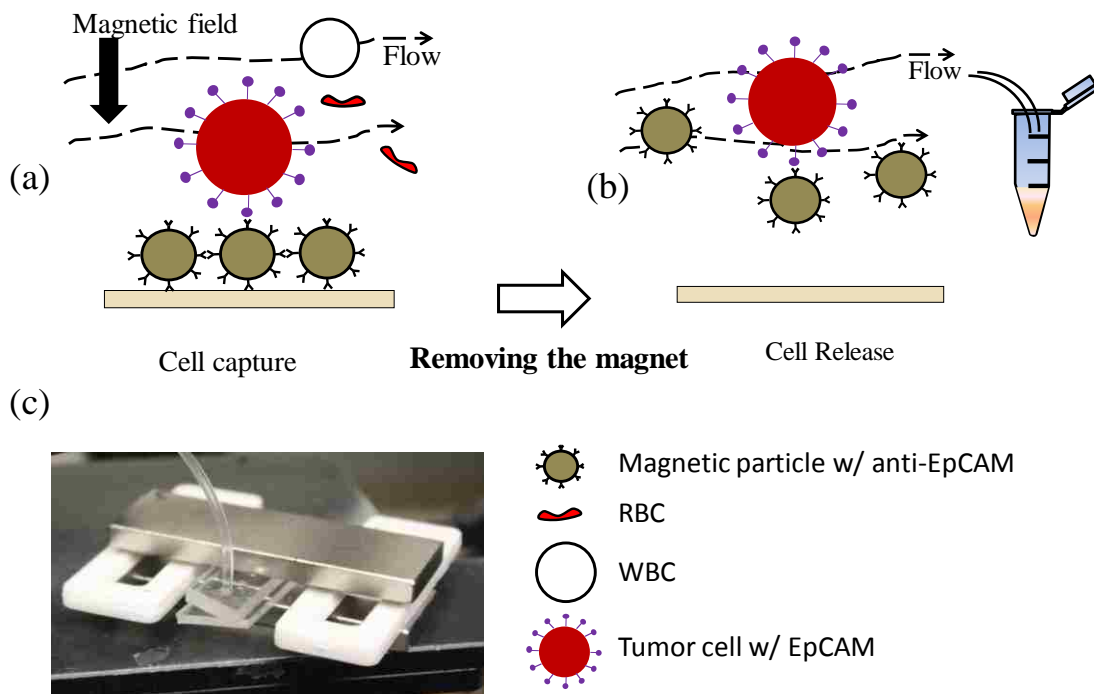 Magnetic field
Flow
(a)
Cell capture
Removing the magnet
Flow
(b)
Cell Release
(c)
Magnetic particle w/ anti-EpCAM
RBC
WBC
Tumor cell w/ EpCAM